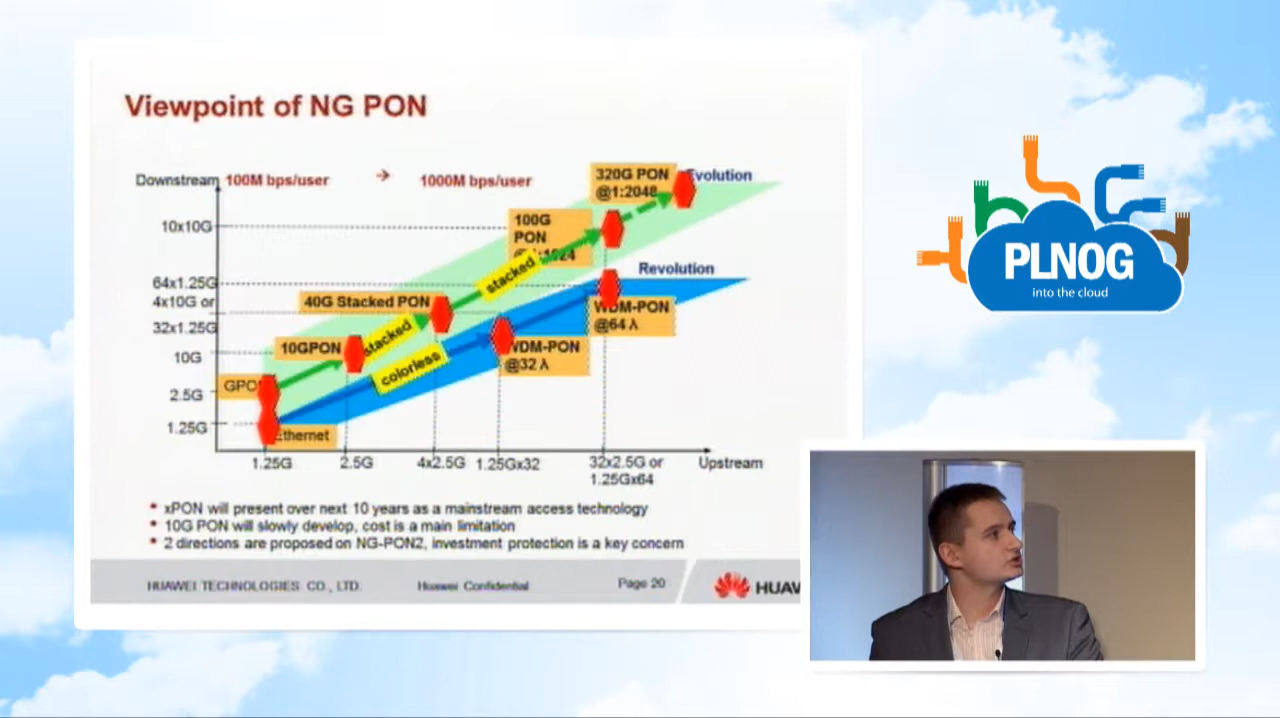 Viewpoint of NG PON
Downstream
100M bps/user
→
1000M bps/user
320G PON
@1:2048
Evolution
10x10G
100G
PON
64x1.25G
4x10G or
32x1.25G
10G
2.5G
1.25G
Revolution
40G Stacked PON
stacked
10GPON
stacked
WDM-PON
@64 λ
WDM-PON
@32 λ
colorless
GPO
Ethernet
1.25G
2.5G
4x2.5G
1.25Gx32
32x2.5G or
1.25Gx64
Upstream
• xPON will present over next 10 years as a mainstream access technology
• 10G PON will slowly develop, cost is a main limitation
• 2 directions are proposed on NG-PON2, investment protection is a key concern
HUAWEI TECHNOLOGIES CO., LTD.
Huawei Confidential
Page 20
HUAW
PLNOG
into the cloud